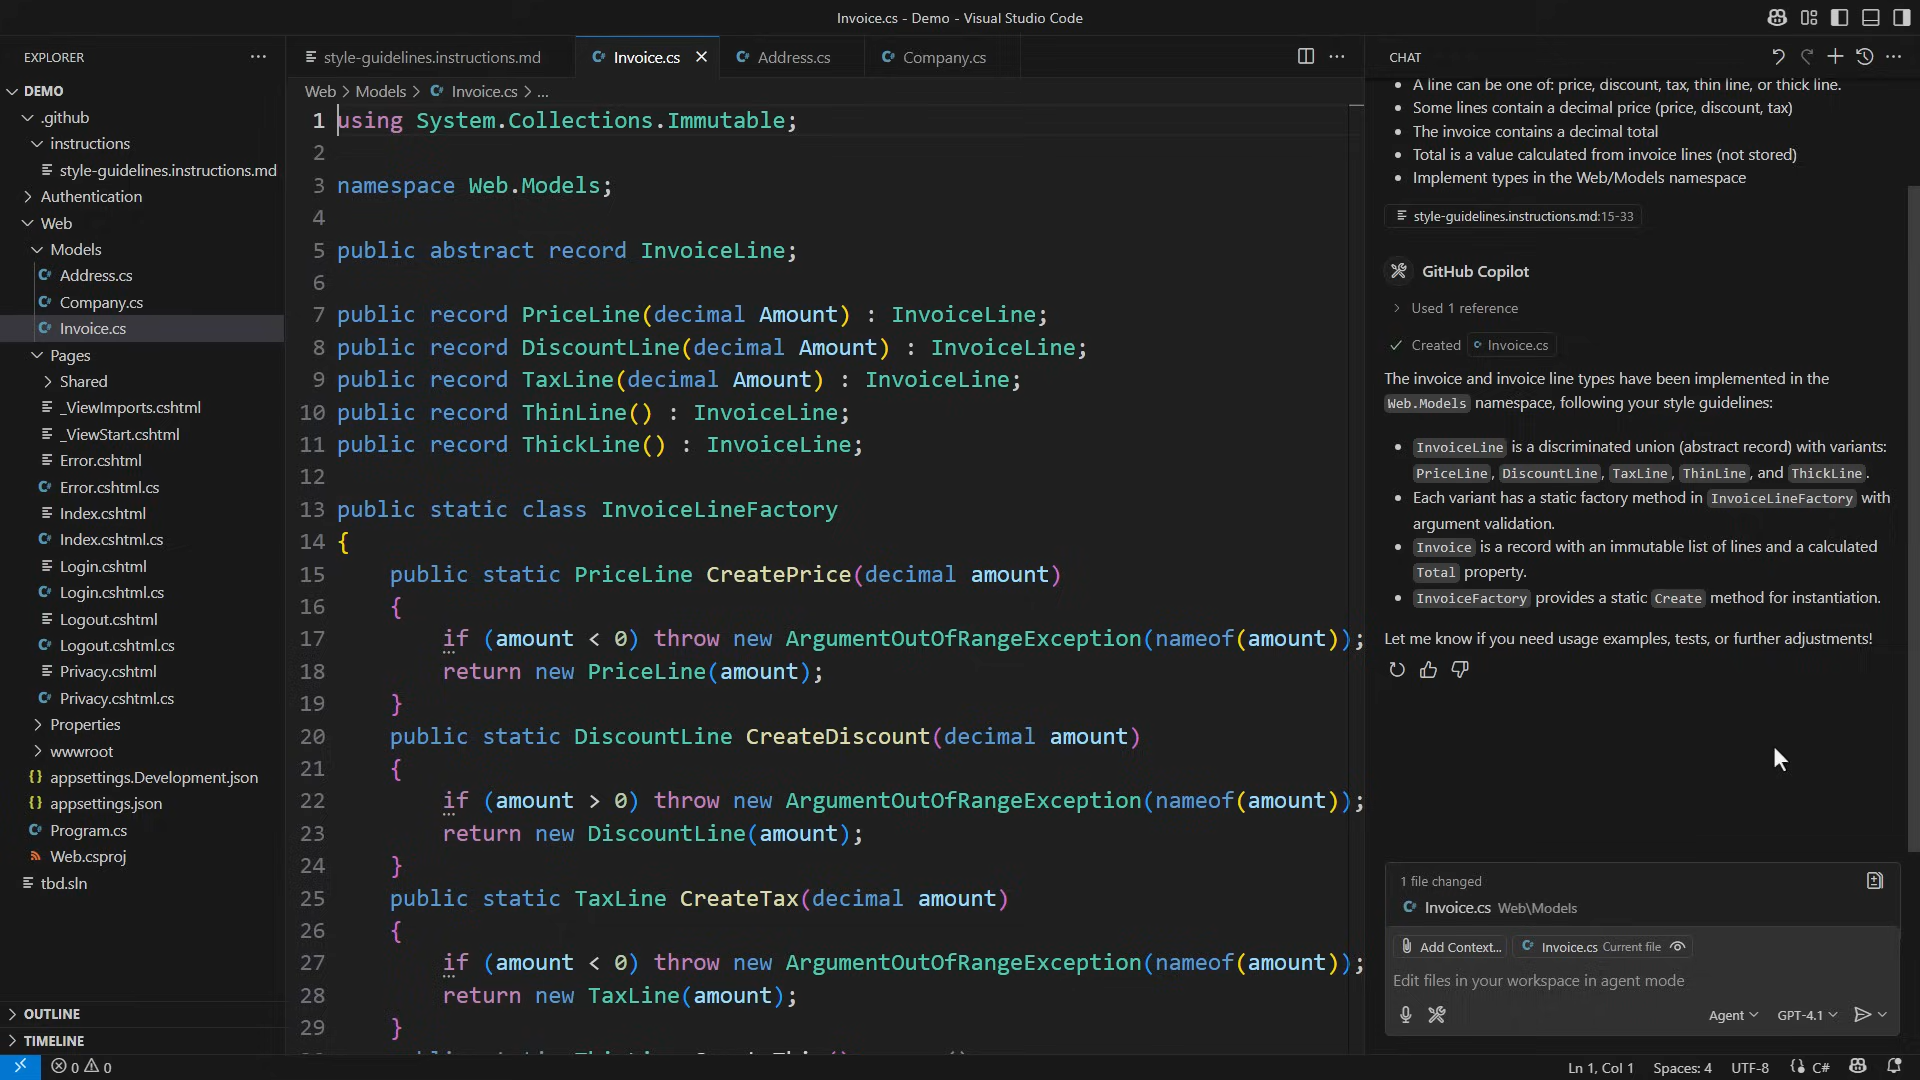 Invoice.cs - Demo - Visual Studio Code
EXPLORER
DEMO
.github
instructions
style-guidelines.instructions.md
Authentication
Web
Models
Address.cs
Company.cs
Invoice.cs
Pages
Shared
_ViewImports.cshtml
_ViewStart.cshtml
Error.cshtml
Error.cshtml.cs
Index.cshtml
Index.cshtml.cs
Login.cshtml
Login.cshtml.cs
Logout.cshtml
Logout.cshtml.cs
Privacy.cshtml
Privacy.cshtml.cs
Properties
wwwroot
appsettings.Development.json
appsettings.json
Program.cs
Web.csproj
tbd.sln
OUTLINE
TIMELINE
style-guidelines.instructions.md Invoice.cs Address.cs Company.cs
Web > Models > Invoice.cs > ...
1 using System.Collections.Immutable;
2
3 namespace Web.Models;
4
5 public abstract record InvoiceLine;
6
7 public record PriceLine(decimal Amount) : InvoiceLine;
8 public record DiscountLine(decimal Amount) : InvoiceLine;
9 public record TaxLine(decimal Amount) : InvoiceLine;
10 public record ThinLine() : InvoiceLine;
11 public record ThickLine() : InvoiceLine;
12
13 public static class InvoiceLineFactory
14 {
15 public static PriceLine CreatePrice(decimal amount)
16 {
17 if (amount < 0) throw new ArgumentOutOfRangeException(nameof(amount));
18 return new PriceLine(amount);
19 }
20 public static DiscountLine CreateDiscount(decimal amount)
21 {
22 if (amount > 0) throw new ArgumentOutOfRangeException(nameof(amount));
23 return new DiscountLine(amount);
24 }
25 public static TaxLine CreateTax(decimal amount)
26 {
27 if (amount < 0) throw new ArgumentOutOfRangeException(nameof(amount));
28 return new TaxLine(amount);
29 }
CHAT
• A line can be one of: price, discount, tax, thin line, or thick line.
• Some lines contain a decimal price (price, discount, tax)
• The invoice contains a decimal total
• Total is a value calculated from invoice lines (not stored)
• Implement types in the Web/Models namespace
style-guidelines.instructions.md:15-33
GitHub Copilot
Used 1 reference
Created Invoice.cs
The invoice and invoice line types have been implemented in the
Web.Models namespace, following your style guidelines:
• InvoiceLine is a discriminated union (abstract record) with variants:
PriceLine, DiscountLine, TaxLine, ThinLine, and ThickLine.
• Each variant has a static factory method in InvoiceLineFactory with
argument validation.
• Invoice is a record with an immutable list of lines and a calculated
Total property.
• InvoiceFactory provides a static Create method for instantiation.
Let me know if you need usage examples, tests, or further adjustments!
1 file changed
Invoice.cs Web\Models
Add Context... Invoice.cs Current file
Edit files in your workspace in agent mode
Agent GPT-4.1
0 0
Ln 1, Col 1 Spaces: 4 UTF-8 C#